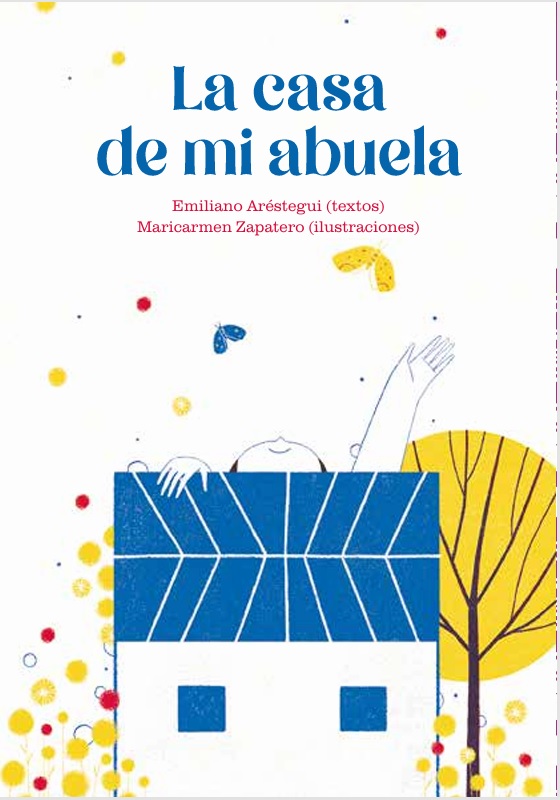 La casa
de mi abuela
Emiliano Aréstegui (textos)
Maricarmen Zapatero (ilustraciones)